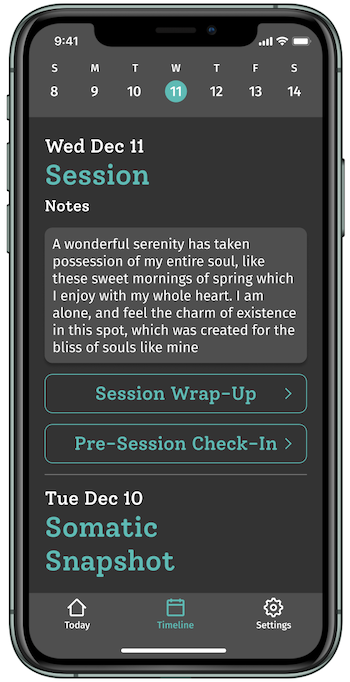 9:41
S M T W T F S
8 9 10 11 12 13 14
Wed Dec 11
Session
Notes
A wonderful serenity has taken
possession of my entire soul, like
these sweet mornings of spring which
I enjoy with my whole heart. I am
alone, and feel the charm of existence
in this spot, which was created for the
bliss of souls like mine
Session Wrap-Up
Pre-Session Check-In
Tue Dec 10
Somatic
Snapshot
Today Timeline Settings